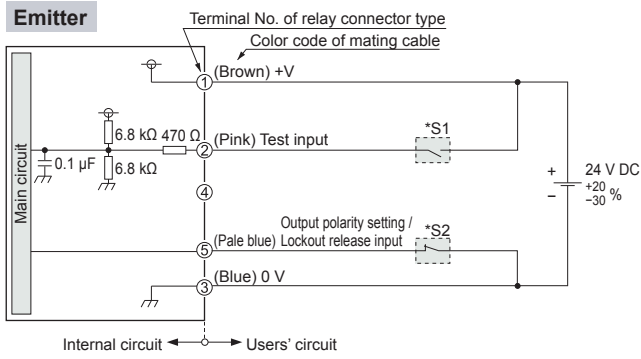 Emitter
Terminal No. of relay connector type
Color code of mating cable
1 (Brown) +V
6.8 kΩ 470 Ω 2 (Pink) Test input *S1
0.1 µF 6.8 kΩ
Main circuit
4
+ 24 V DC
− +20
−30 %
Output polarity setting / *S2
5 (Pale blue) Lockout release input
3 (Blue) 0 V
Internal circuit Users' circuit